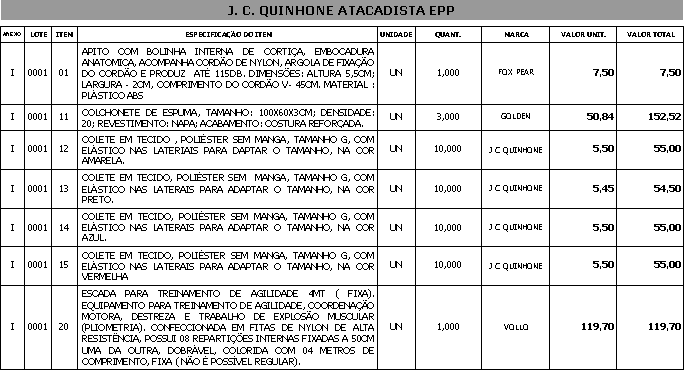 J. C. QUINHONE ATACADISTA EPP
ANEXO LOTE ITEM ESPECIFICAÇÃO DO ITEM UNIDADE QUANT. MARCA VALOR UNIT. VALOR TOTAL
APITO COM BOLINHA INTERNA DE CORTIÇA, EMBOCADURA
ANATOMICA, ACOMPANHA CORDÃO DE NYLON, ARGOLA DE FIXAÇÃO
I 0001 01 DO CORDÃO E PRODUZ ATÉ 115DB. DIMENSÕES: ALTURA 5,5CM; UN 1,000 FOX PEAR 7,50 7,50
LARGURA - 2CM, COMPRIMENTO DO CORDÃO V- 45CM. MATERIAL :
PLÁSTICO ABS
I 0001 11 COLCHONETE DE ESPUMA, TAMANHO: 100X60X3CM; DENSIDADE: UN 3,000 GOLDEN 50,84 152,52
20; REVESTIMENTO: NAPA; ACABAMENTO: COSTURA REFORÇADA.
COLETE EM TECIDO , POLIÉSTER SEM MANGA, TAMANHO G, COM
I 0001 12 ELÁSTICO NAS LATERIAIS PARA DAPTAR O TAMANHO, NA COR UN 10,000 J C QUINHONE 5,50 55,00
AMARELA.
COLETE EM TECIDO, POLIÉSTER SEM MANGA, TAMANHO G, COM
I 0001 13 ELÁSTICO NAS LATERAIS PARA ADAPTAR O TAMANHO, NA COR UN 10,000 J C QUINHONE 5,45 54,50
PRETO.
COLETE EM TECIDO, POLIÉSTER SEM MANGA, TAMANHO G, COM
I 0001 14 ELÁSTICO NAS LATERAIS PARA ADAPTAR O TAMANHO, NA COR UN 10,000 J C QUINHONE 5,50 55,00
AZUL.
COLETE EM TECIDO, POLIÉSTER SEM MANGA, TAMANHO G, COM
I 0001 15 ELÁSTICO NAS LATERAIS PARA ADAPTAR O TAMANHO, NA COR UN 10,000 J C QUINHONE 5,50 55,00
VERMELHA
ESCADA PARA TREINAMENTO DE AGILIDADE 4MT ( FIXA).
EQUIPAMENTO PARA TREINAMENTO DE AGILIDADE, COORDENAÇÃO
MOTORA, DESTREZA E TRABALHO DE EXPLOSÃO MUSCULAR
I 0001 20 (PLIOMETRIA). CONFECCIONADA EM FITAS DE NYLON DE ALTA UN 1,000 VOLLO 119,70 119,70
RESISTÊNCIA, POSSUI 08 REPARTIÇÕES INTERNAS FIXADAS A 50CM
UMA DA OUTRA, DOBRÁVEL, COLORIDA COM 04 METROS DE
COMPRIMENTO, FIXA ( NÃO É POSSÍVEL REGULAR).